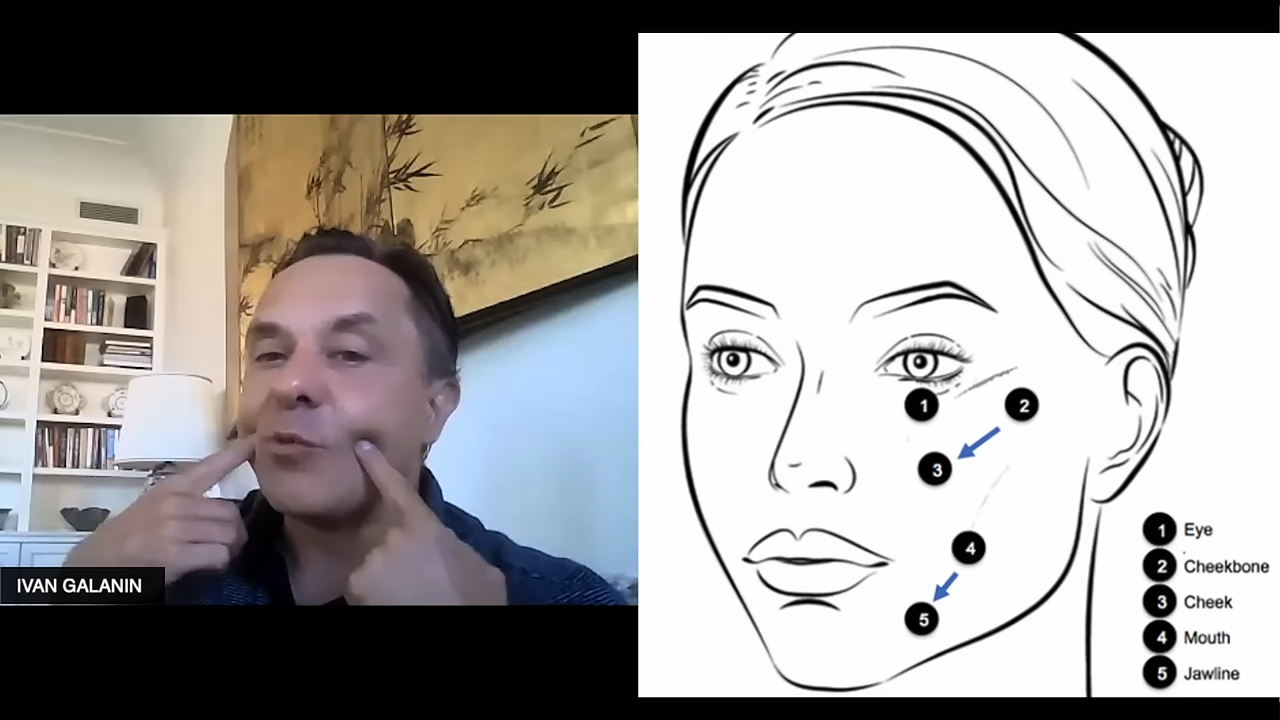 IVAN GALANIN
1
2
3
4
5
1 Eye
2 Cheekbone
3 Cheek
4 Mouth
5 Jawline